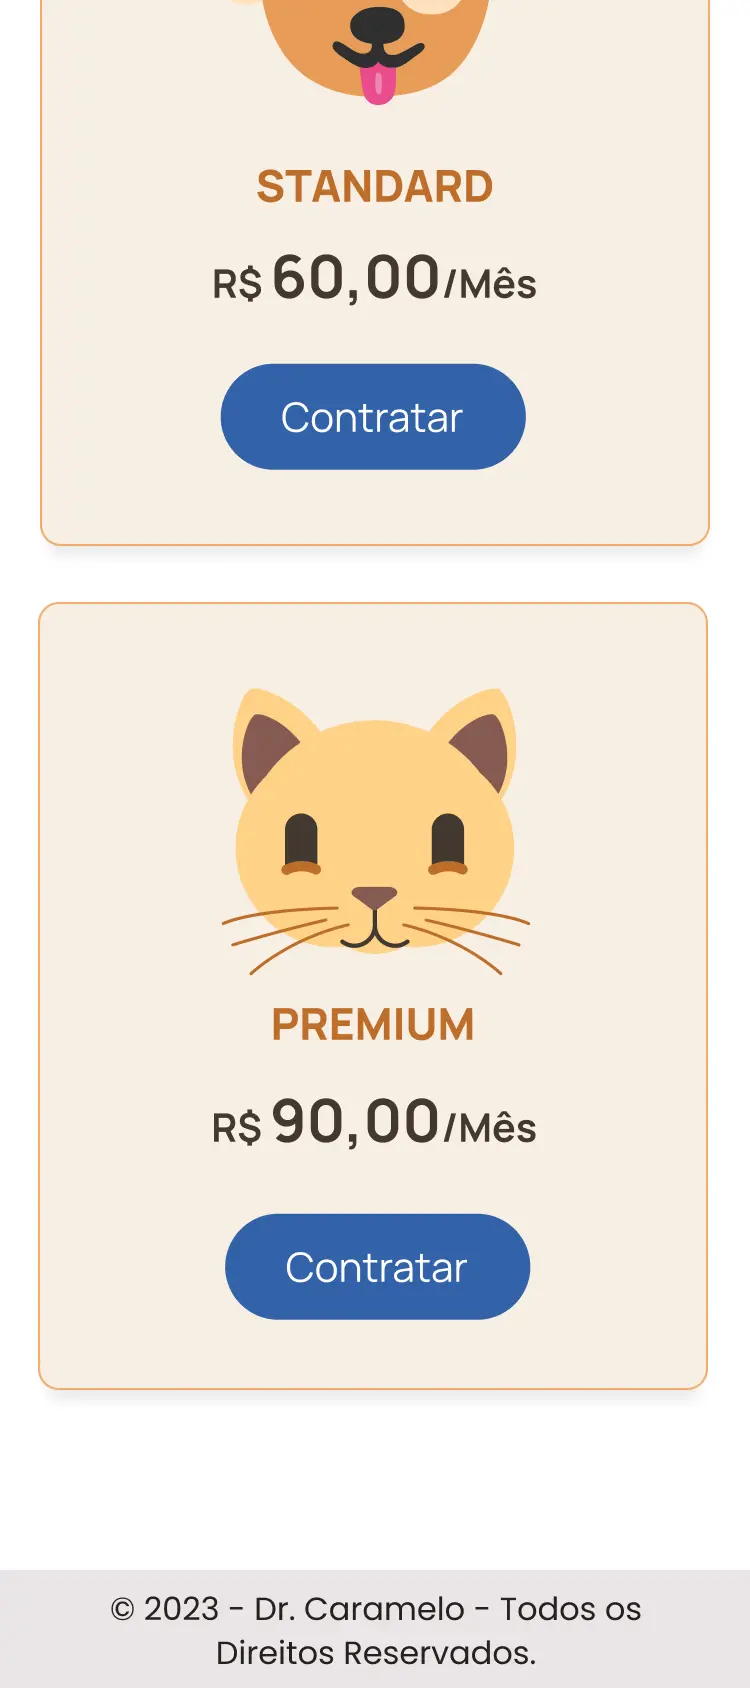 STANDARD
R$ 60,00/Mês
Contratar
PREMIUM
R$ 90,00/Mês
Contratar
© 2023 - Dr. Caramelo - Todos os
Direitos Reservados.